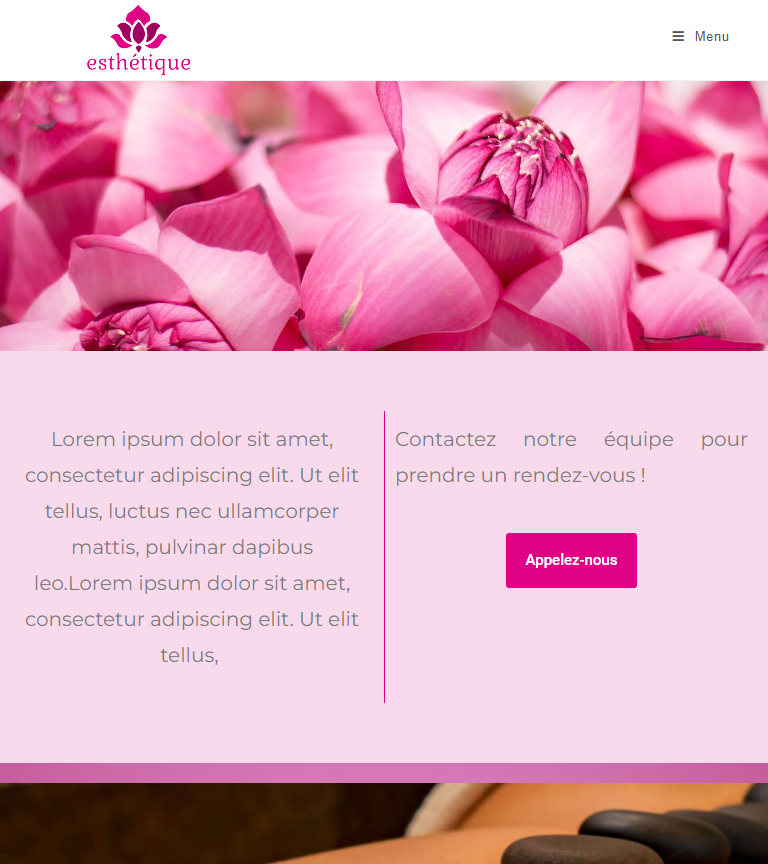 esthétique
Menu
Lorem ipsum dolor sit amet,
consectetur adipiscing elit. Ut elit
tellus, luctus nec ullamcorper
mattis, pulvinar dapibus
leo.Lorem ipsum dolor sit amet,
consectetur adipiscing elit. Ut elit
tellus,
Contactez notre équipe pour
prendre un rendez-vous !
Appelez-nous